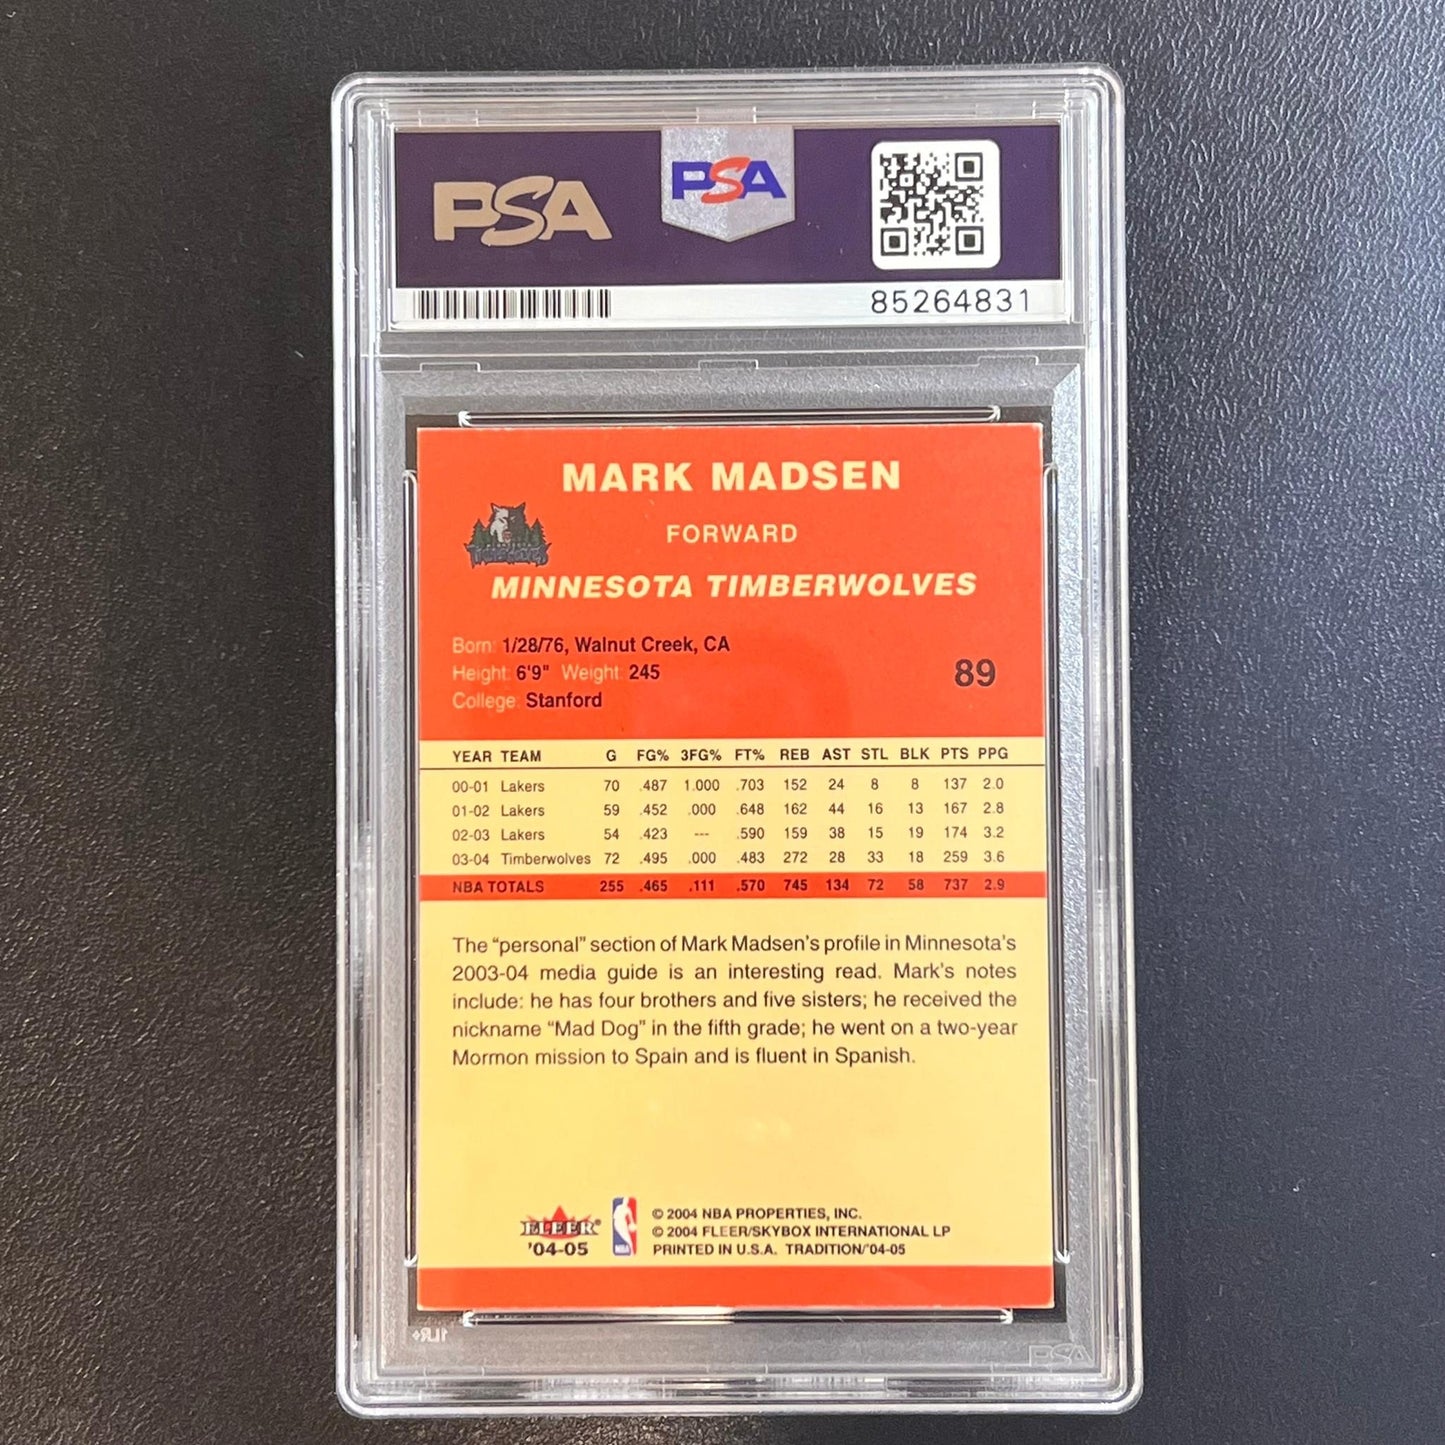 PSA
PSA
85264831
MARK MADSEN
FORWARD
MINNESOTA TIMBERWOLVES
Born: 1/28/76, Walnut Creek, CA
Height: 6'9" Weight: 245
College: Stanford
89
YEAR TEAM G FG% 3FG% FT% REB AST STL BLK PTS PPG
00-01 Lakers 70 .487 1.000 .703 152 24 8 8 137 2.0
01-02 Lakers 59 .452 .000 .648 162 44 16 13 167 2.8
02-03 Lakers 54 .423 --- .590 159 38 15 19 174 3.2
03-04 Timberwolves 72 .495 .000 .483 272 28 33 18 259 3.6
NBA TOTALS 255 .465 .111 .570 745 134 72 58 737 2.9
The “personal” section of Mark Madsen's profile in Minnesota's
2003-04 media guide is an interesting read. Mark's notes
include: he has four brothers and five sisters; he received the
nickname “Mad Dog” in the fifth grade; he went on a two-year
Mormon mission to Spain and is fluent in Spanish.
FLEER®
'04-05
NBA
© 2004 NBA PROPERTIES, INC.
© 2004 FLEER/SKYBOX INTERNATIONAL LP
PRINTED IN U.S.A. TRADITION/'04-05
1LR+
PSA